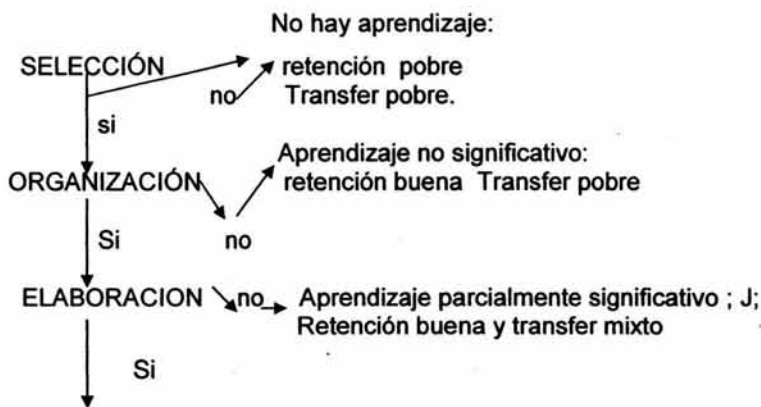 No hay aprendizaje:
SELECCIÓN
retención pobre
no
Transfer pobre.
si
Aprendizaje no significativo:
ORGANIZACIÓN
retención buena Transfer pobre
Si
no
ELABORACION
no
Aprendizaje parcialmente significativo ; J;
Retención buena y transfer mixto
Si